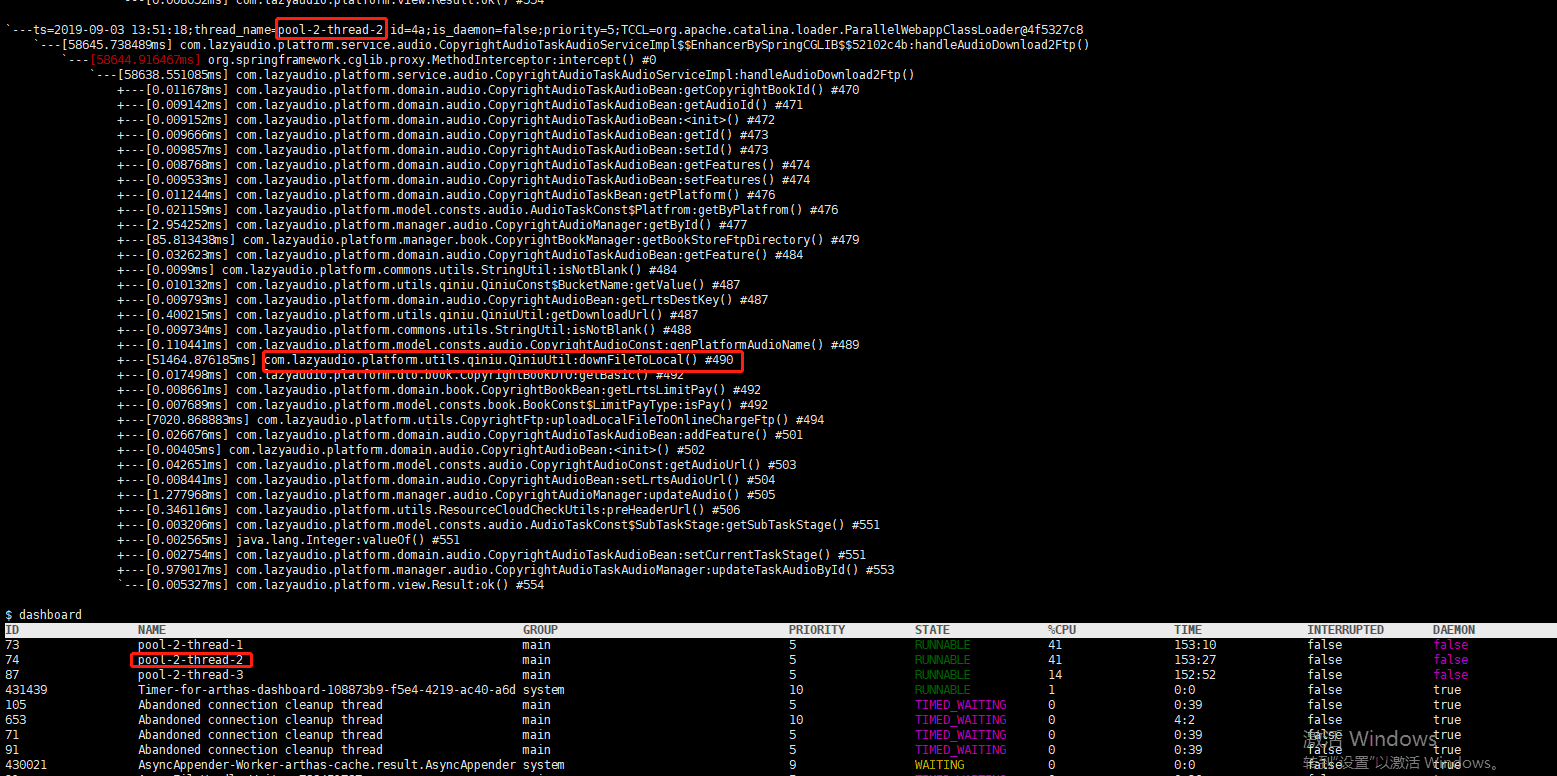 `---ts=2019-09-03 13:51:18;thread_name=pool-2-thread-2;id=4a;is_daemon=false;priority=5;TCCL=org.apache.catalina.loader.ParallelWebappClassLoader@4f5327c8
`---[58645.738489ms] com.lazyaudio.platform.service.audio.CopyrightAudioTaskAudioServiceImpl$$EnhancerBySpringCGLIB$$52102c4b:handleAudioDownload2Ftp()
`---[58644.916467ms] org.springframework.cglib.proxy.MethodInterceptor:intercept() #0
`---[58638.551085ms] com.lazyaudio.platform.service.audio.CopyrightAudioTaskAudioServiceImpl:handleAudioDownload2Ftp()
+---[0.011678ms] com.lazyaudio.platform.domain.audio.CopyrightAudioTaskAudioBean:getCopyrightBookId() #470
+---[0.009142ms] com.lazyaudio.platform.domain.audio.CopyrightAudioTaskAudioBean:getAudioId() #471
+---[0.009152ms] com.lazyaudio.platform.domain.audio.CopyrightAudioTaskAudioBean:<init>() #472
+---[0.009666ms] com.lazyaudio.platform.domain.audio.CopyrightAudioTaskAudioBean:getId() #473
+---[0.009857ms] com.lazyaudio.platform.domain.audio.CopyrightAudioTaskAudioBean:setId() #473
+---[0.008768ms] com.lazyaudio.platform.domain.audio.CopyrightAudioTaskAudioBean:getFeatures() #474
+---[0.009533ms] com.lazyaudio.platform.domain.audio.CopyrightAudioTaskAudioBean:setFeatures() #474
+---[0.011244ms] com.lazyaudio.platform.domain.audio.CopyrightAudioTaskBean:getPlatform() #476
+---[0.021159ms] com.lazyaudio.platform.model.consts.audio.AudioTaskConst$Platfrom:getByPlatfrom() #476
+---[2.954252ms] com.lazyaudio.platform.manager.audio.CopyrightAudioManager:getById() #477
+---[85.813438ms] com.lazyaudio.platform.manager.book.CopyrightBookManager:getBookStoreFtpDirectory() #479
+---[0.032623ms] com.lazyaudio.platform.domain.audio.CopyrightAudioTaskAudioBean:getFeature() #484
+---[0.0099ms] com.lazyaudio.platform.commons.utils.StringUtil:isNotBlank() #484
+---[0.010132ms] com.lazyaudio.platform.utils.qiniu.QiniuConst$BucketName:getValue() #487
+---[0.009793ms] com.lazyaudio.platform.domain.audio.CopyrightAudioBean:getLrtsDestKey() #487
+---[0.400215ms] com.lazyaudio.platform.utils.qiniu.QiniuUtil:getDownloadUrl() #487
+---[0.009734ms] com.lazyaudio.platform.commons.utils.StringUtil:isNotBlank() #488
+---[0.110441ms] com.lazyaudio.platform.model.consts.audio.CopyrightAudioConst:genPlatformAudioName() #489
+---[51464.876185ms] com.lazyaudio.platform.utils.qiniu.QiniuUtil:downFileToLocal() #490
+---[0.017498ms] com.lazyaudio.platform.dto.book.CopyrightBookDTO:getBasic() #492
+---[0.008661ms] com.lazyaudio.platform.domain.book.CopyrightBookBean:getLrtsLimitPay() #492
+---[0.007689ms] com.lazyaudio.platform.model.consts.book.BookConst$LimitPayType:isPay() #492
+---[7020.868883ms] com.lazyaudio.platform.utils.CopyrightFtp:uploadLocalFileToOnlineChargeFtp() #494
+---[0.026676ms] com.lazyaudio.platform.domain.audio.CopyrightAudioTaskAudioBean:addFeature() #501
+---[0.00405ms] com.lazyaudio.platform.domain.audio.CopyrightAudioBean:<init>() #502
+---[0.042651ms] com.lazyaudio.platform.model.consts.audio.CopyrightAudioConst:getAudioUrl() #503
+---[0.008441ms] com.lazyaudio.platform.domain.audio.CopyrightAudioBean:setLrtsAudioUrl() #504
+---[1.277968ms] com.lazyaudio.platform.manager.audio.CopyrightAudioManager:updateAudio() #505
+---[0.346116ms] com.lazyaudio.platform.utils.ResourceCloudCheckUtils:preHeaderUrl() #506
+---[0.003206ms] com.lazyaudio.platform.model.consts.audio.AudioTaskConst$SubTaskStage:getSubTaskStage() #551
+---[0.002565ms] java.lang.Integer:valueOf() #551
+---[0.002754ms] com.lazyaudio.platform.domain.audio.CopyrightAudioTaskAudioBean:setCurrentTaskStage() #551
+---[0.979017ms] com.lazyaudio.platform.manager.audio.CopyrightAudioTaskAudioManager:updateTaskAudioById() #553
`---[0.005327ms] com.lazyaudio.platform.view.Result:ok() #554
$ dashboard
ID NAME GROUP PRIORITY STATE %CPU TIME INTERRUPTED DAEMON
73 pool-2-thread-1 main 5 RUNNABLE 41 153:10 false false
74 pool-2-thread-2 main 5 RUNNABLE 41 153:27 false false
87 pool-2-thread-3 main 5 RUNNABLE 14 152:52 false false
431439 Timer-for-arthas-dashboard-108873b9-f5e4-4219-ac40-a6d system 10 RUNNABLE 1 0:0 false true
105 Abandoned connection cleanup thread main 5 TIMED_WAITING 0 0:39 false true
653 Abandoned connection cleanup thread main 10 TIMED_WAITING 0 4:2 false true
71 Abandoned connection cleanup thread main 5 TIMED_WAITING 0 0:39 false true
91 Abandoned connection cleanup thread main 5 TIMED_WAITING 0 0:39 false true
430021 AsyncAppender-Worker-arthas-cache.result.AsyncAppender system 9 WAITING 0 0:0 false true
激活 Windows
转到"设置"以激活 Windows。